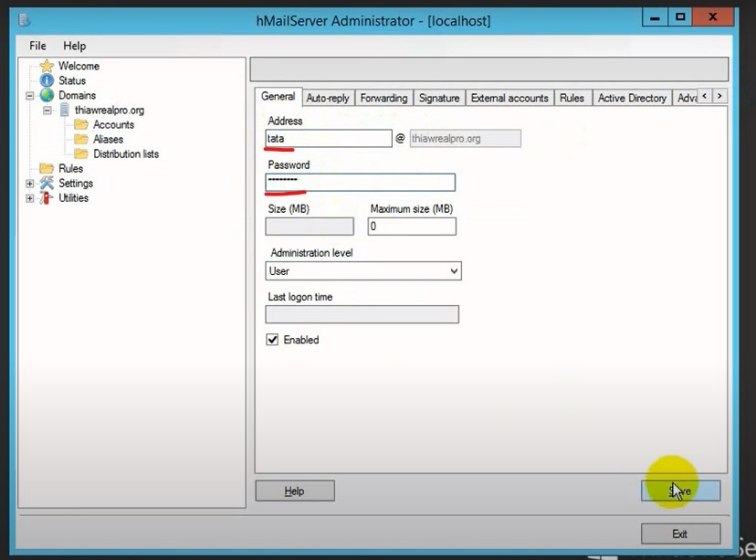 hMailServer Administrator - [localhost]
File Help
Welcome
Status
Domains
thiawrealpro.org
Accounts
Aliases
Distribution lists
Rules
Settings
Utilities
General Auto-reply Forwarding Signature External accounts Rules Active Directory Adva
Address
tata @ thiawrealpro.org
Password
--------
Size (MB) Maximum size (MB)
0
Administration level
User
Last logon time
Enabled
Help Save
Exit